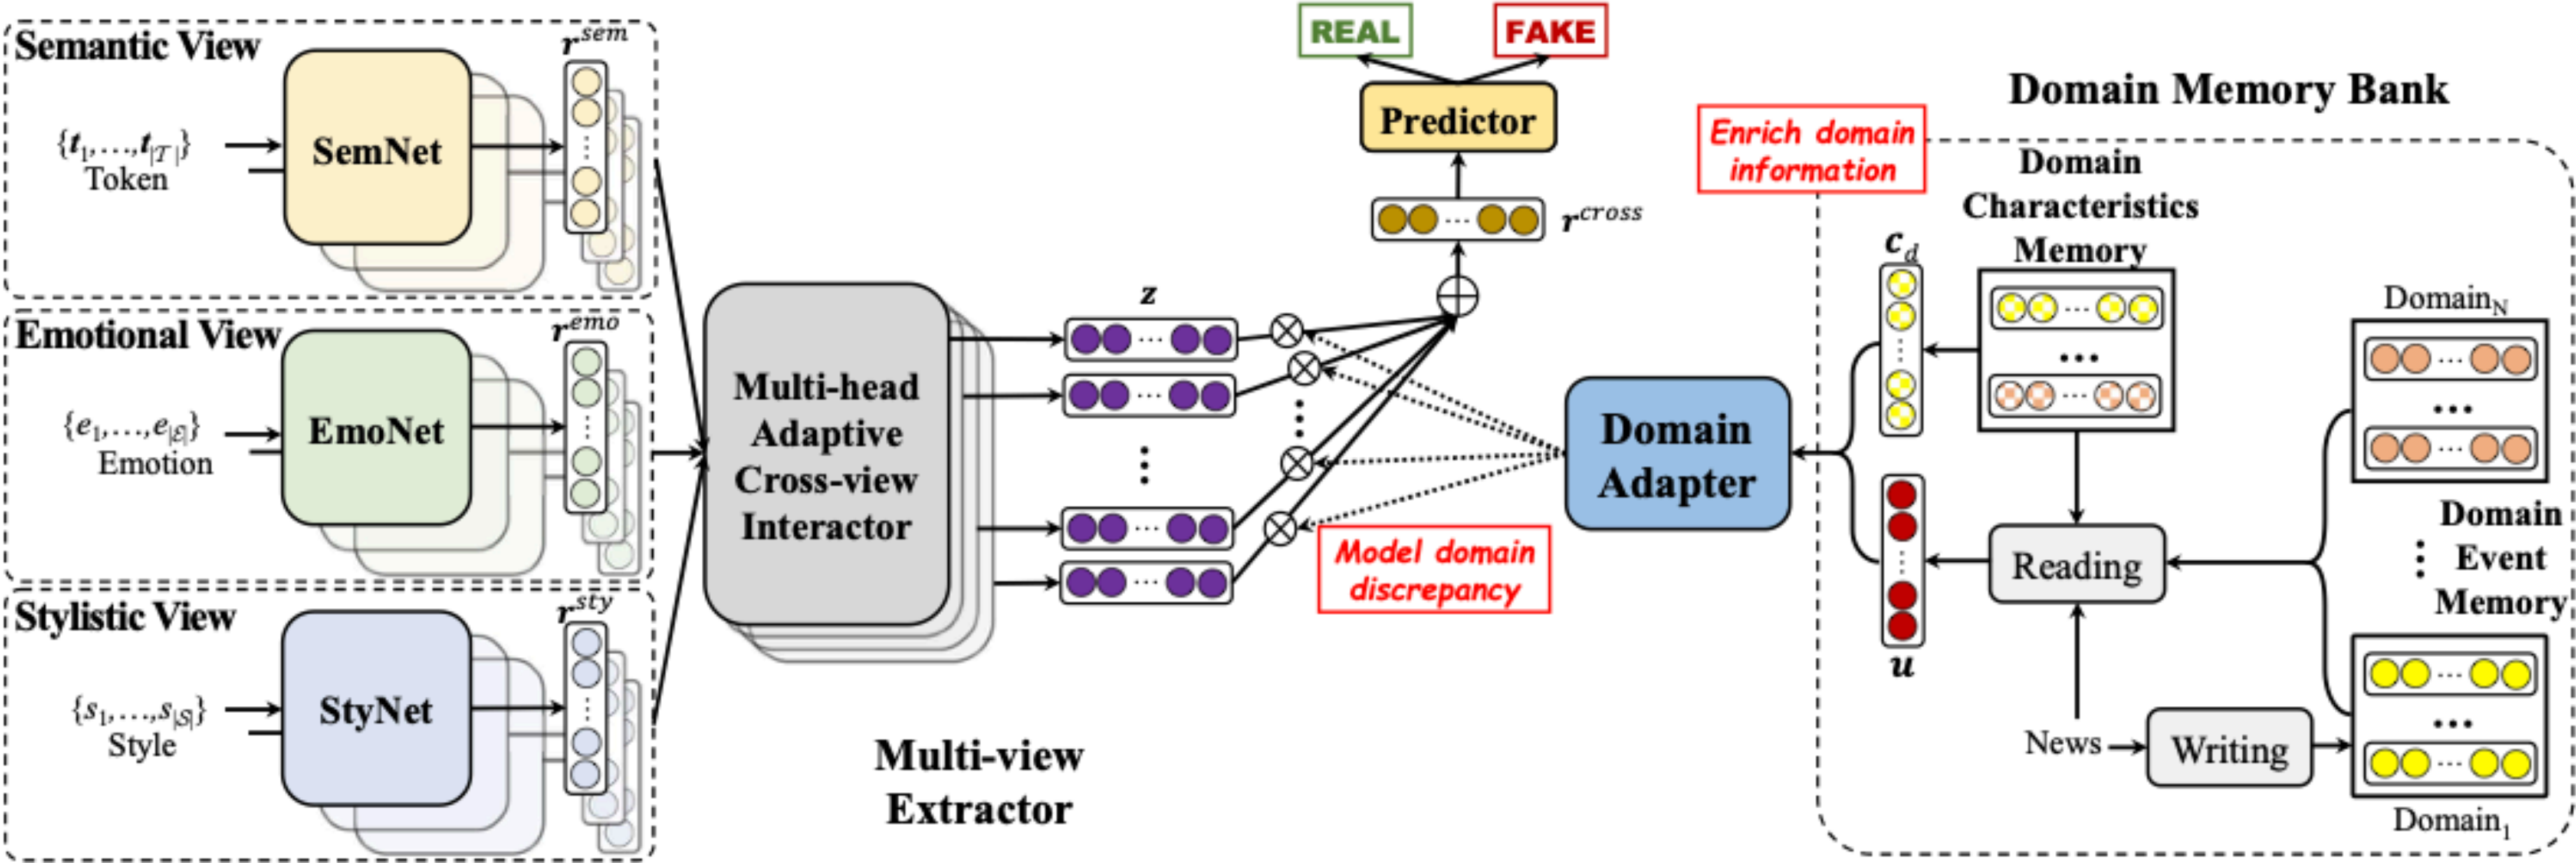 Semantic View
r^{sem}
SemNet
{t_1,…,t_{|T|}}
Token
Emotional View
r^{emo}
EmoNet
{e_1,…,e_{|ε|}}
Emotion
Stylistic View
r^{sty}
StyNet
{s_1,…,s_{|S|}}
Style
Multi-head
Adaptive
Cross-view
Interactor
Multi-view
Extractor
z
REAL
FAKE
Predictor
r^{cross}
Model domain
discrepancy
Domain
Adapter
Enrich domain
information
Domain Memory Bank
Domain
Characteristics
Memory
c_d
u
Reading
News
Writing
Domain_N
Domain
Event
Memory
Domain_1